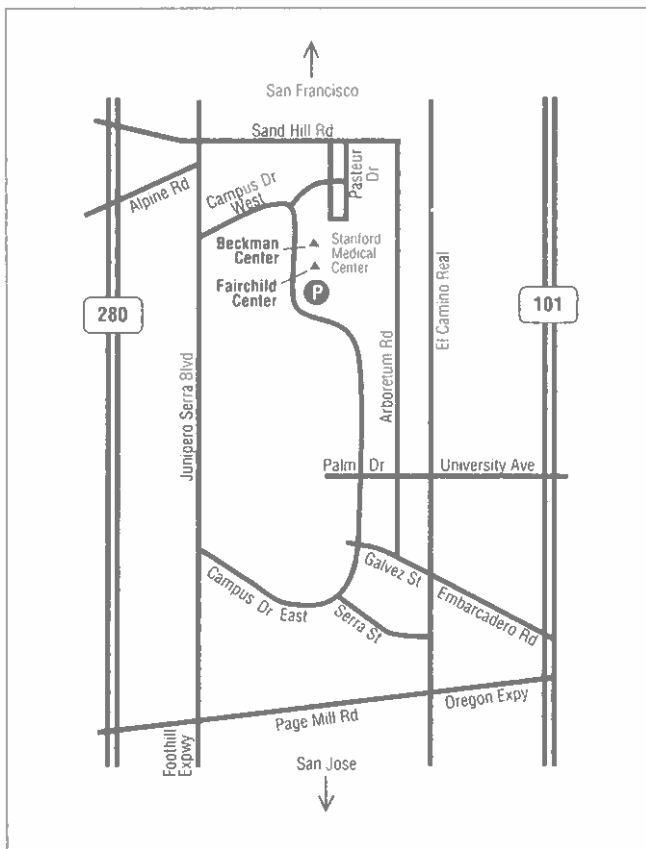 San Francisco
Sand Hill Rd
Alpine Rd
Campus Dr
West
Pasteur
Dr
Beckman
Center
Stanford
Medical
Center
Fairchild
Center
P
280
101
Junipero Serra Blvd
Arboretum Rd
El Camino Real
Palm Dr
University Ave
Galvez St
Embarcadero Rd
Campus Dr East
Serra St
Page Mill Rd
Oregon Expy
Foothill
Expwy
San Jose